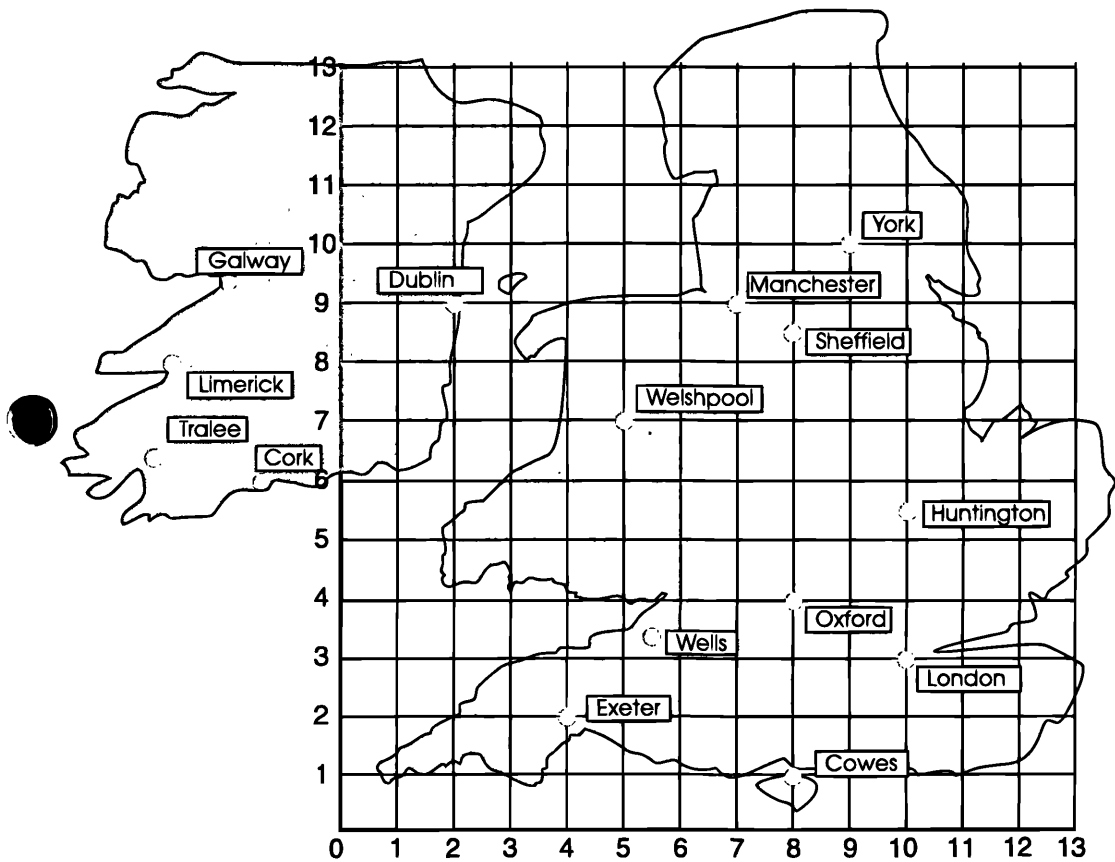 13
12
11
York
10
Galway
Dublin
Manchester
9
Sheffield
8
Limerick
Welshpool
7
Tralee
Cork
6
Huntington
5
4
Oxford
Wells
3
London
Exeter
2
Cowes
1
0 1 2 3 4 5 6 7 8 9 10 11 12 13